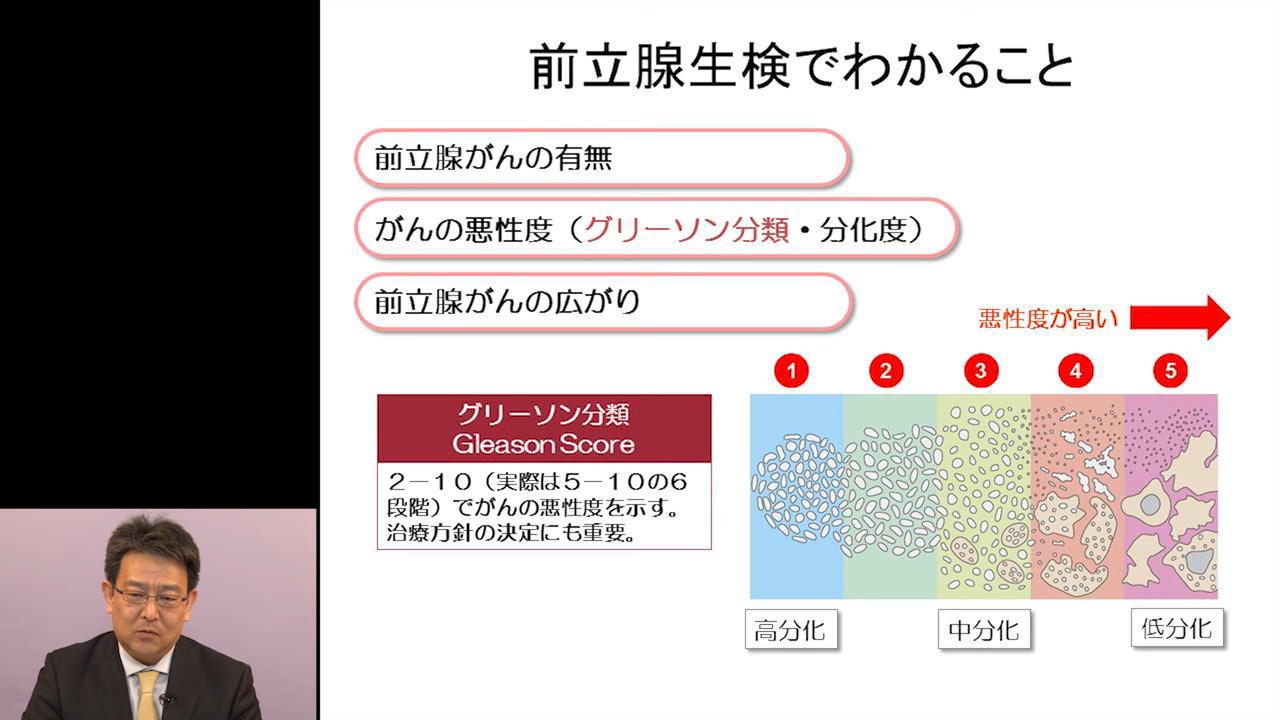 前立腺生検でわかること
前立腺がんの有無
がんの悪性度（グリーソン分類・分化度）
前立腺がんの広がり
悪性度が高い
1 2 3 4 5
グリーソン分類
Gleason Score
２－１０（実際は５－１０の６
段階）でがんの悪性度を示す。
治療方針の決定にも重要。
高分化 中分化 低分化